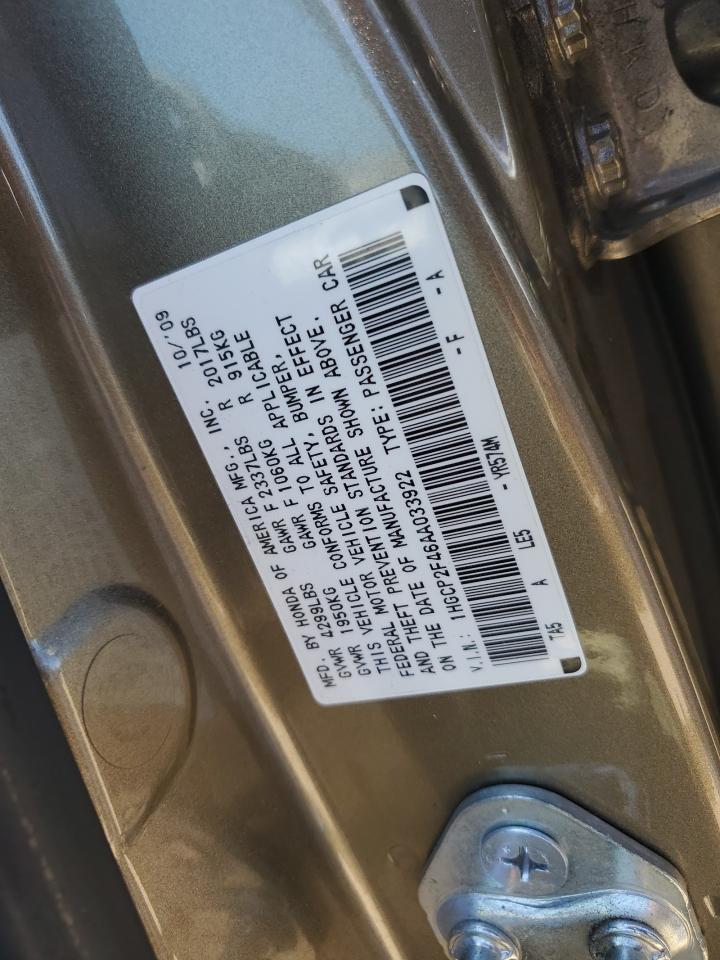 MFD. BY HONDA OF AMERICA MFG., INC. 10/'09
GVWR 4299LBS GAWR F 2337LBS R 2017LBS
GVWR 1950KG GAWR F 1060KG R 915KG
THIS VEHICLE CONFORMS TO ALL APPLICABLE
FEDERAL MOTOR VEHICLE SAFETY, BUMPER,
AND THEFT PREVENTION STANDARDS IN EFFECT
ON THE DATE OF MANUFACTURE SHOWN ABOVE.
V.I.N.: 1HGCP2F46AA033922 TYPE: PASSENGER CAR
TA5 A LE5 - YR574M - F - A